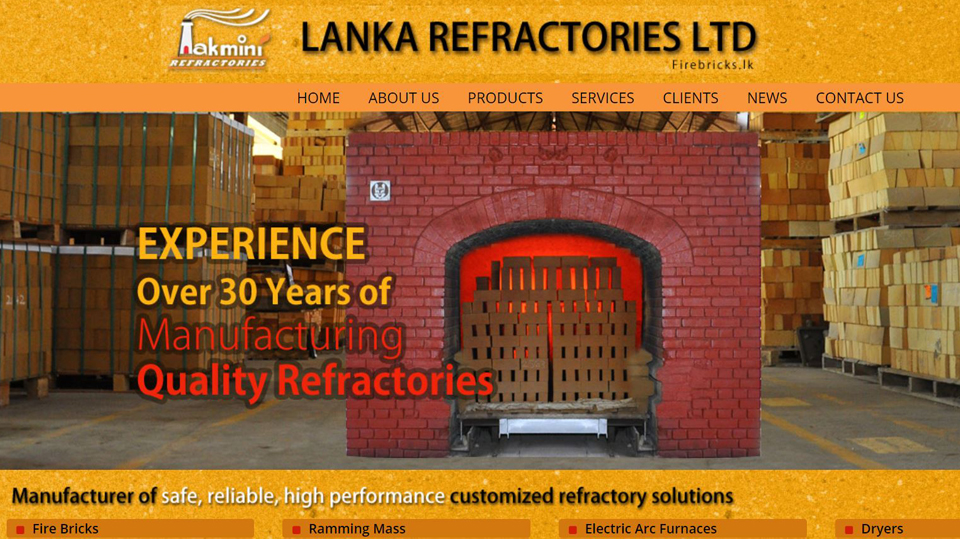 Lakmini
REFRACTORIES
LANKA REFRACTORIES LTD
Firebricks.lk
HOME ABOUT US PRODUCTS SERVICES CLIENTS NEWS CONTACT US
EXPERIENCE
Over 30 Years of
Manufacturing
Quality Refractories
Manufacturer of safe, reliable, high performance customized refractory solutions
Fire Bricks Ramming Mass Electric Arc Furnaces Dryers